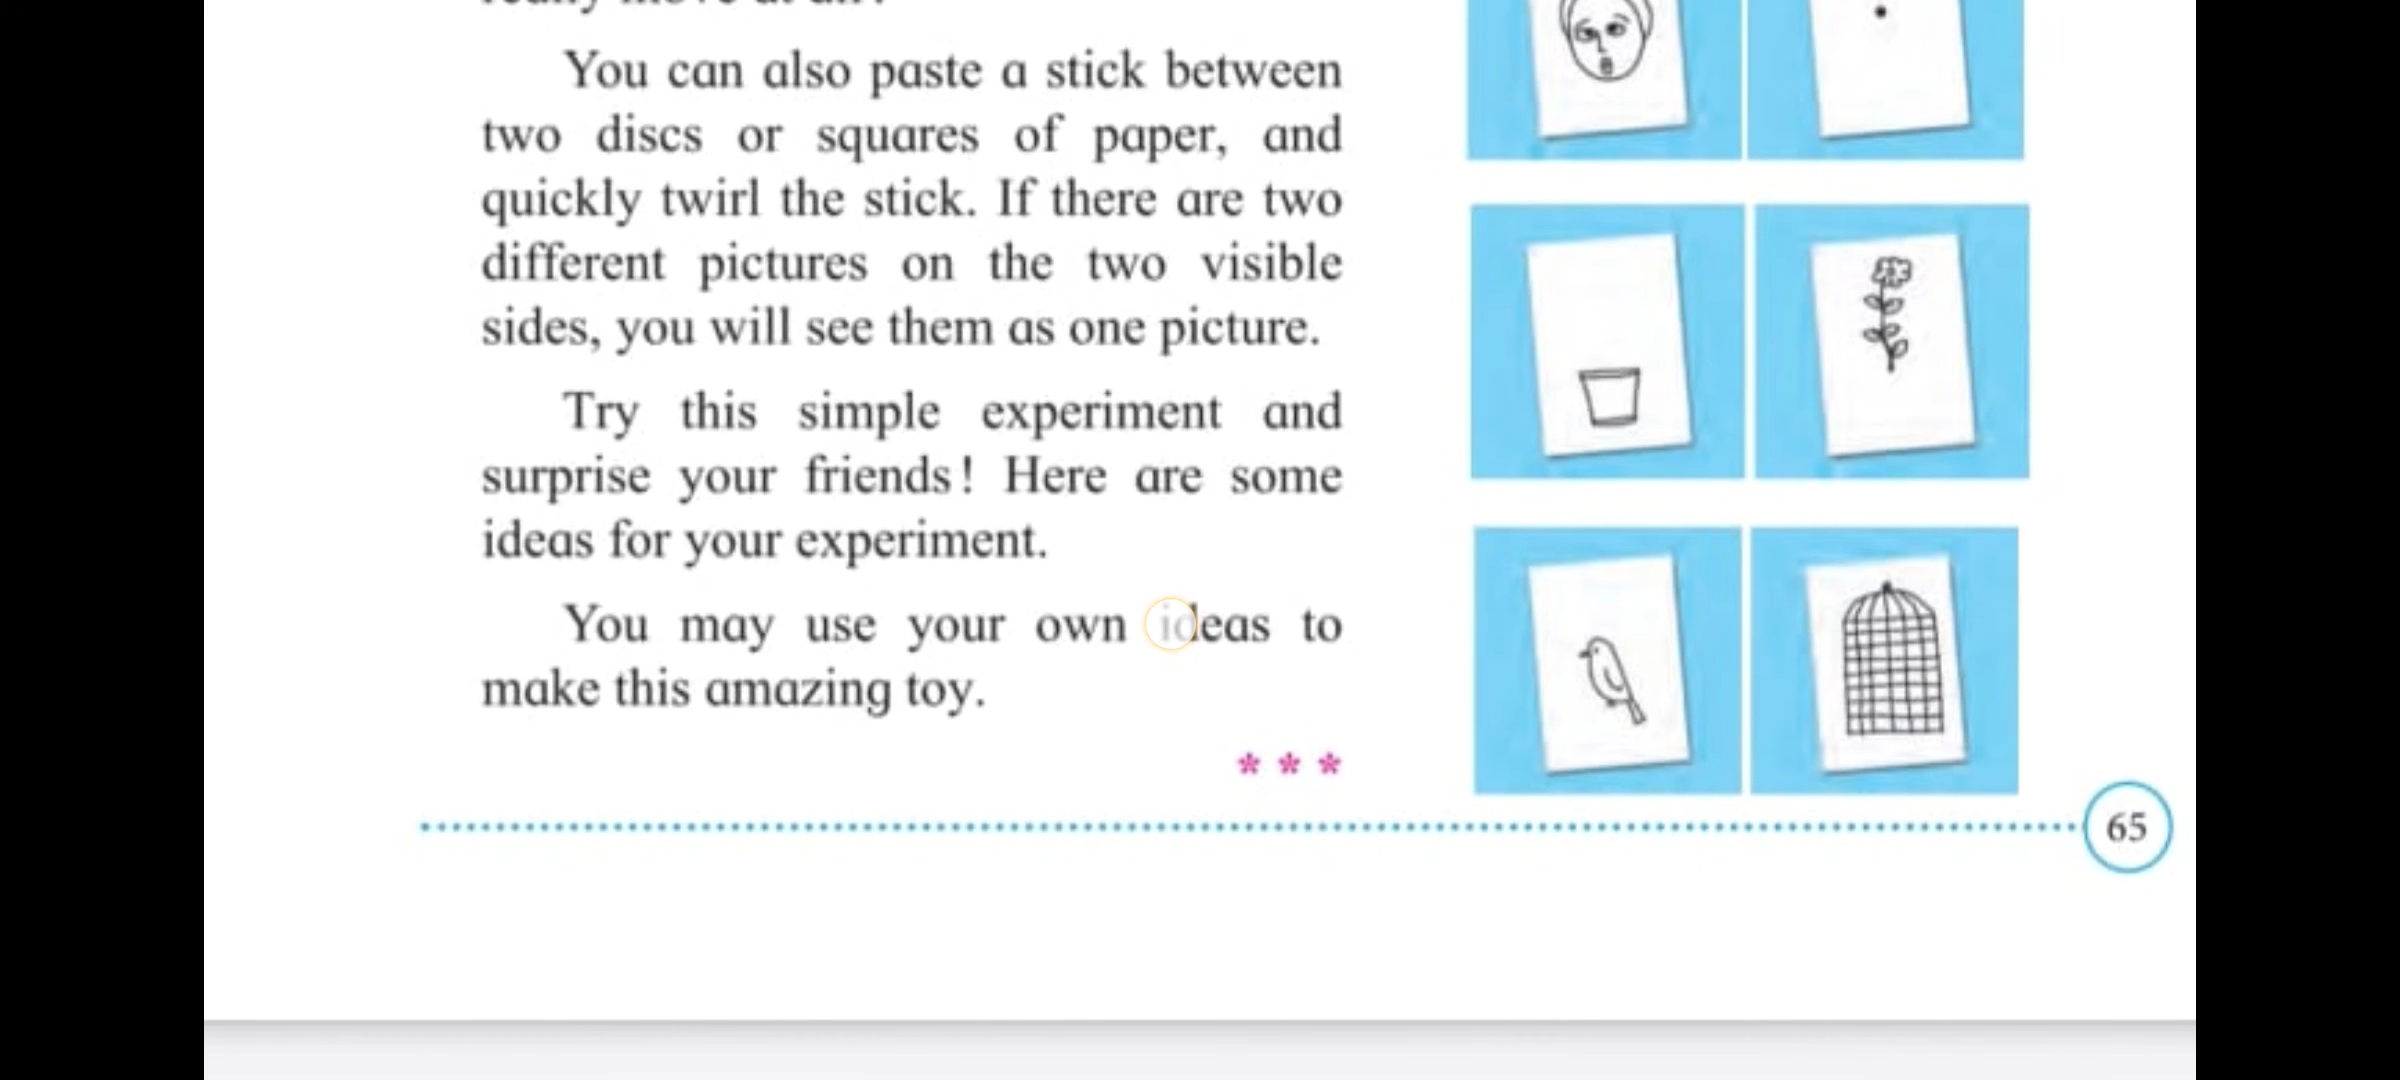 You can also paste a stick between
two discs or squares of paper, and
quickly twirl the stick. If there are two
different pictures on the two visible
sides, you will see them as one picture.
Try this simple experiment and
surprise your friends! Here are some
ideas for your experiment.
You may use your own ideas to
make this amazing toy.
* * *
65